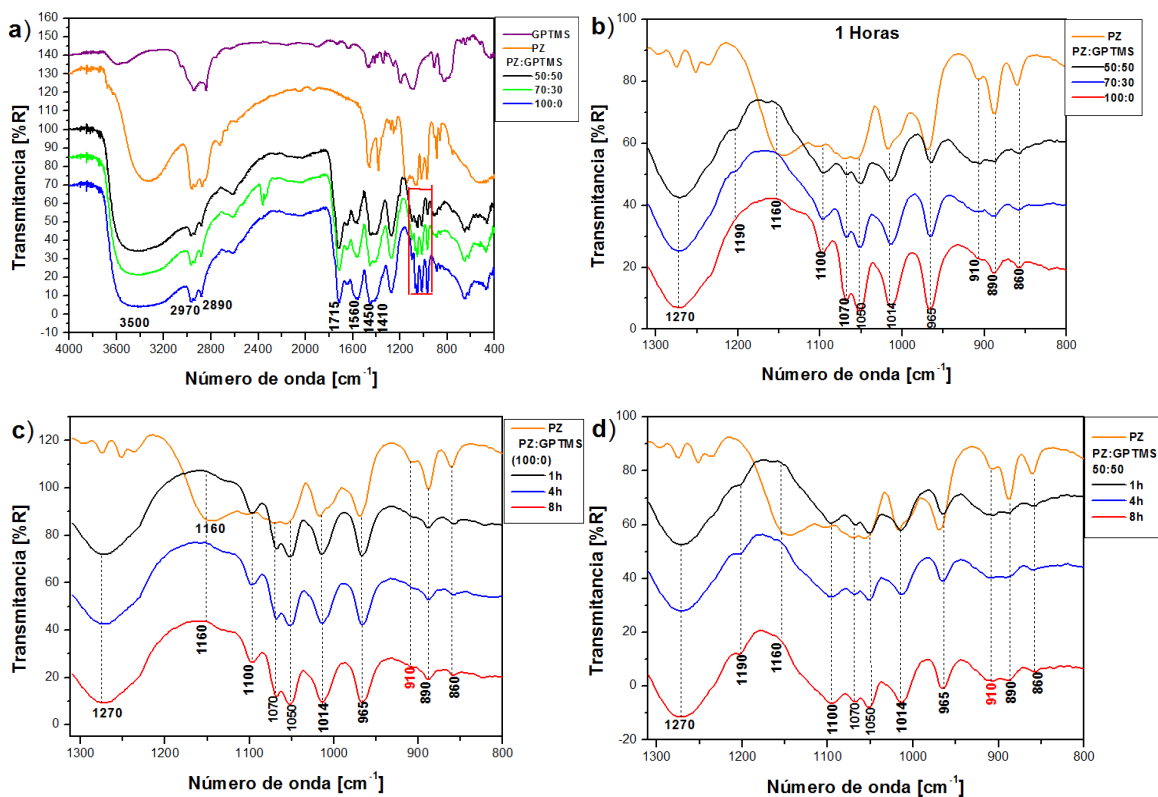 a)
GPTMS
PZ
PZ:GPTMS
50:50
70:30
100:0
Transmitancia [%R]
160
150
140
130
120
110
100
90
80
70
60
50
40
30
20
10
0
-10
3500
2970
2890
1715
1560
1450
1410
4000 3600 3200 2800 2400 2000 1600 1200 800 400
Número de onda [cm-1]
b)
1 Horas
PZ
PZ:GPTMS
50:50
70:30
100:0
Transmitancia [%R]
100
80
60
40
20
0
1270
1190
1160
1100
1070
1050
1014
965
910
890
860
1300 1200 1100 1000 900 800
Número de onda [cm-1]
c)
PZ
PZ:GPTMS
(100:0)
1h
4h
8h
Transmitancia [%R]
120
100
80
60
40
20
0
1160
1270
1160
1100
1070
1050
1014
965
910
890
860
1300 1200 1100 1000 900 800
Número de onda [cm-1]
d)
PZ
PZ:GPTMS
50:50
1h
4h
8h
Transmitancia [%R]
100
80
60
40
20
0
-20
1270
1190
1160
1100
1070
1050
1014
965
910
890
860
1300 1200 1100 1000 900 800
Número de onda [cm-1]